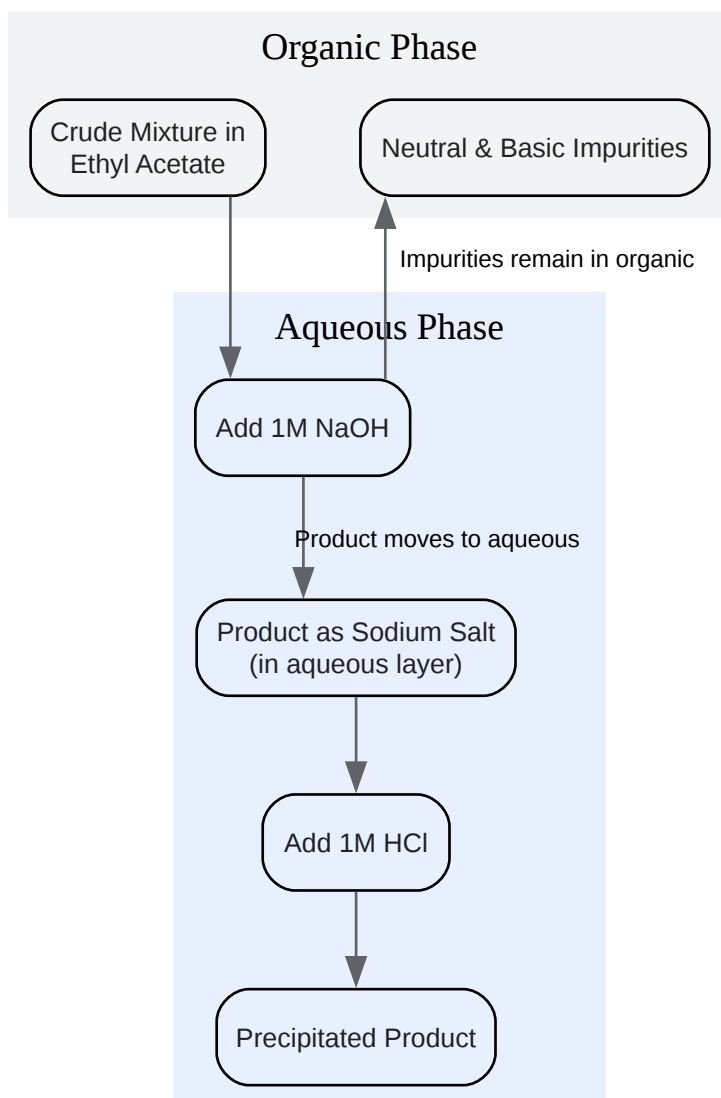 Organic Phase
Crude Mixture in
Ethyl Acetate
Neutral & Basic Impurities
Impurities remain in organic
Aqueous Phase
Add 1M NaOH
Product moves to aqueous
Product as Sodium Salt
(in aqueous layer)
Add 1M HCl
Precipitated Product